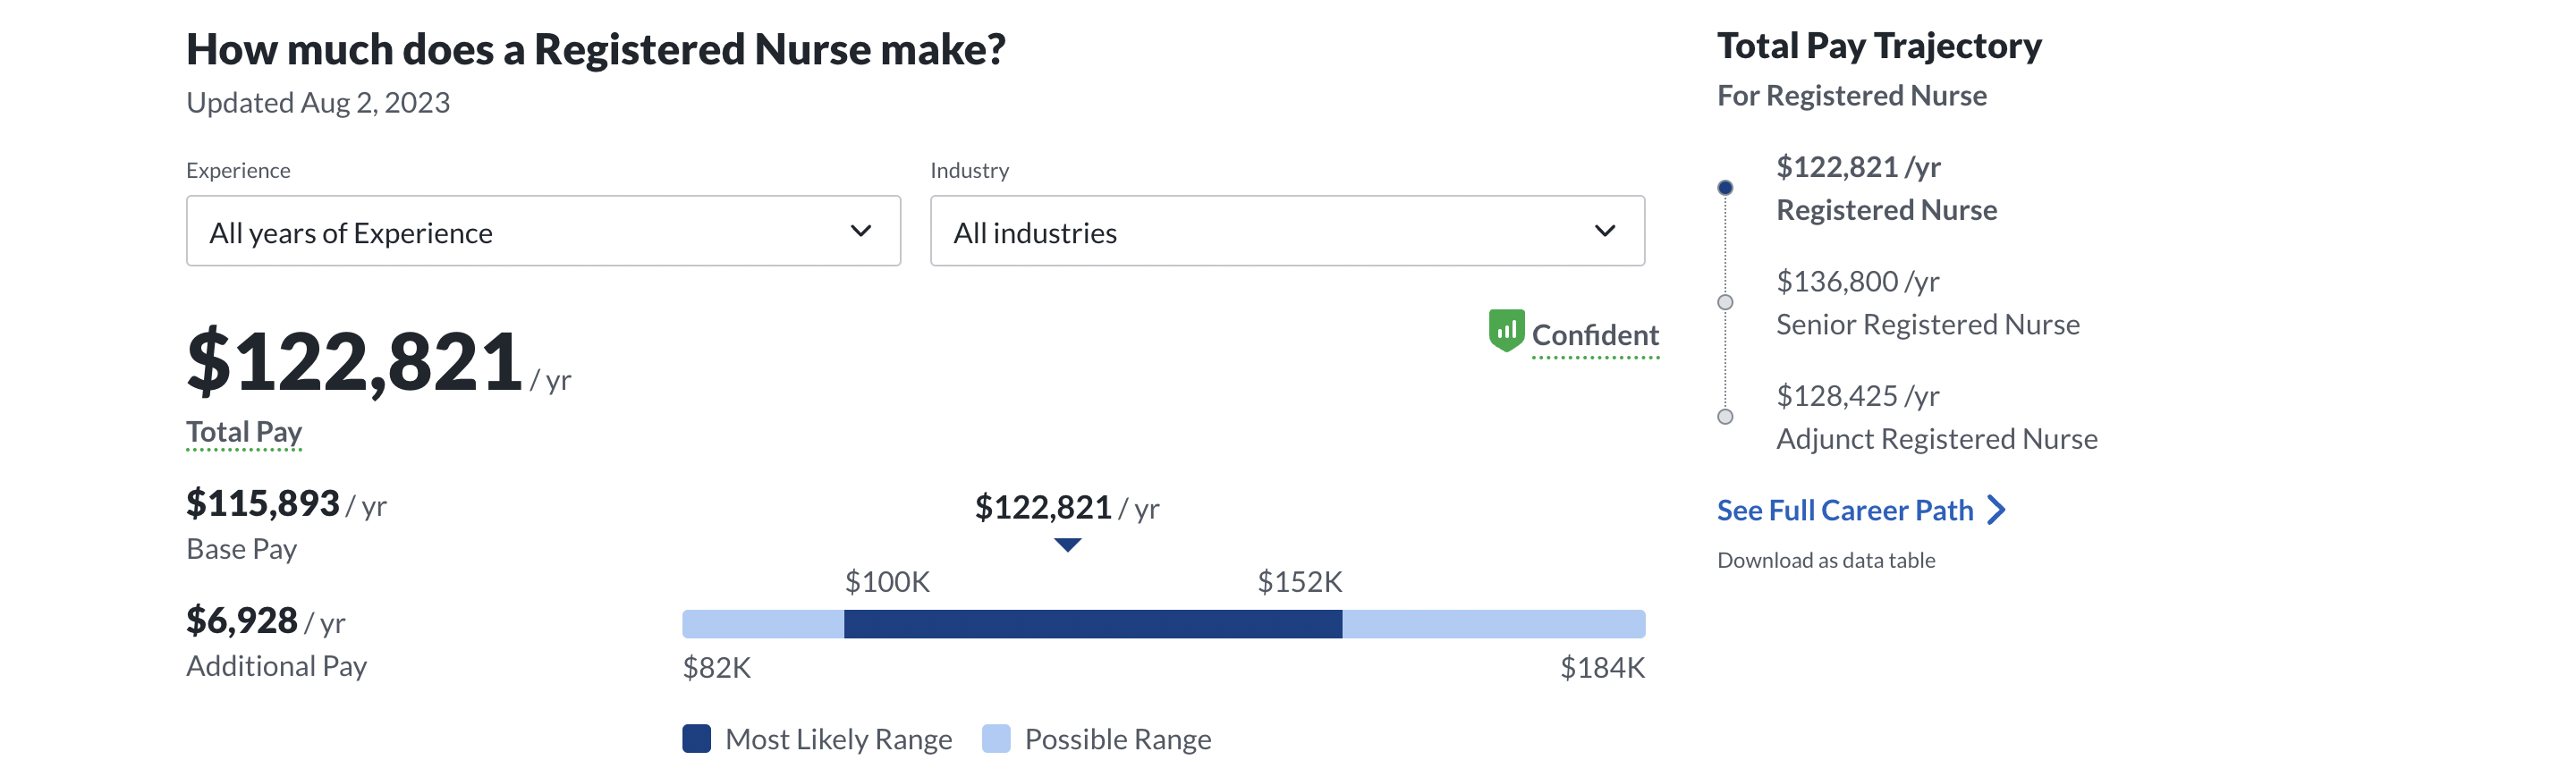 How much does a Registered Nurse make?
Updated Aug 2, 2023
Experience
All years of Experience
Industry
All industries
$122,821 / yr
Total Pay
Confident
$115,893 / yr
Base Pay
$6,928 / yr
Additional Pay
$122,821 / yr
$100K
$152K
$82K
$184K
Most Likely Range
Possible Range
Total Pay Trajectory
For Registered Nurse
$122,821 /yr
Registered Nurse
$136,800 /yr
Senior Registered Nurse
$128,425 /yr
Adjunct Registered Nurse
See Full Career Path
Download as data table